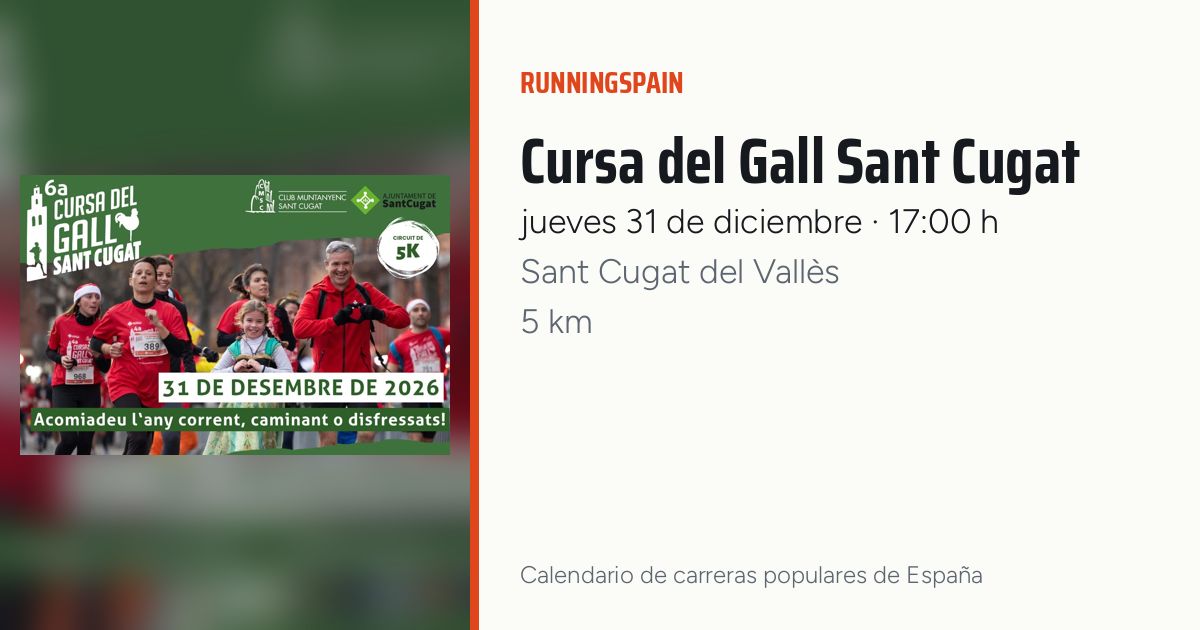 6a
CURSA DEL
GALL
SANT CUGAT
CLUB MUNTANYENC
SANT CUGAT
AJUNTAMENT DE
SantCugat
CIRCUIT DE
5K
389
968
31 DE DESEMBRE DE 2026
Acomiadeu l'any corrent, caminant o disfressats!
RUNNINGSPAIN
Cursa del Gall Sant Cugat
jueves 31 de diciembre · 17:00 h
Sant Cugat del Vallès
5 km
Calendario de carreras populares de España